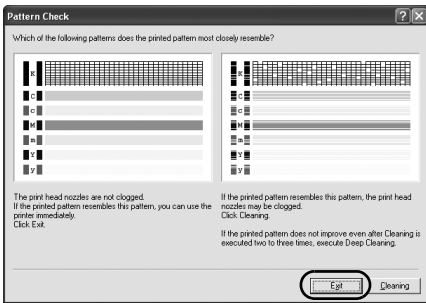 Pattern Check
Which of the following patterns does the printed pattern most closely resemble?
K
C
c
M
m
Y
y
K
C
c
M
m
Y
y
The print head nozzles are not clogged.
If the printed pattern resembles this pattern, you can use the
printer immediately.
Click Exit.
If the printed pattern resembles this pattern, the print head
nozzles may be clogged.
Click Cleaning.
If the printed pattern does not improve even after Cleaning is
executed two to three times, execute Deep Cleaning.
Exit
Cleaning